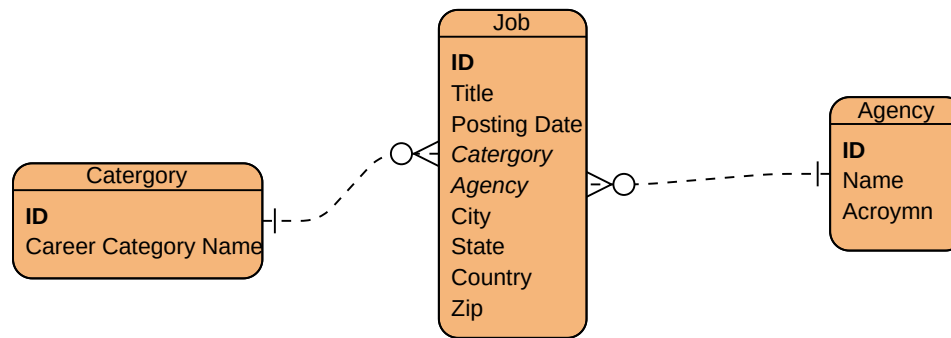 Catergory
ID
Career Category Name
Job
ID
Title
Posting Date
Catergory
Agency
City
State
Country
Zip
Agency
ID
Name
Acroymn